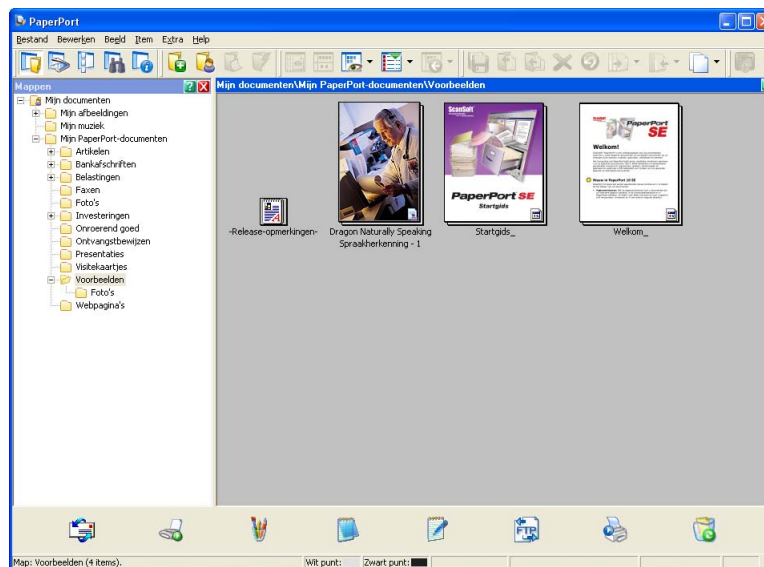 PaperPort
Bestand Bewerken Beeld Item Extra Help
Mappen
Mijn documenten\Mijn PaperPort-documenten\Voorbeelden
Mijn documenten
Mijn afbeeldingen
Mijn muziek
Mijn PaperPort-documenten
Artikelen
Bankafschriften
Belastingen
Faxen
Foto's
Investeringen
Onroerend goed
Ontvangstbewijzen
Presentaties
Visitekaartjes
Voorbeelden
Foto's
Webpagina's
ScanSoft
PaperPort SE
Startgids
PaperPort
SE
Welkom!
-Release-opmerkingen-
Dragon Naturally Speaking
Spraakherkenning - 1
Startgids_
Welkom_
FTP
Map: Voorbeelden (4 items).
Wit punt:
Zwart punt: